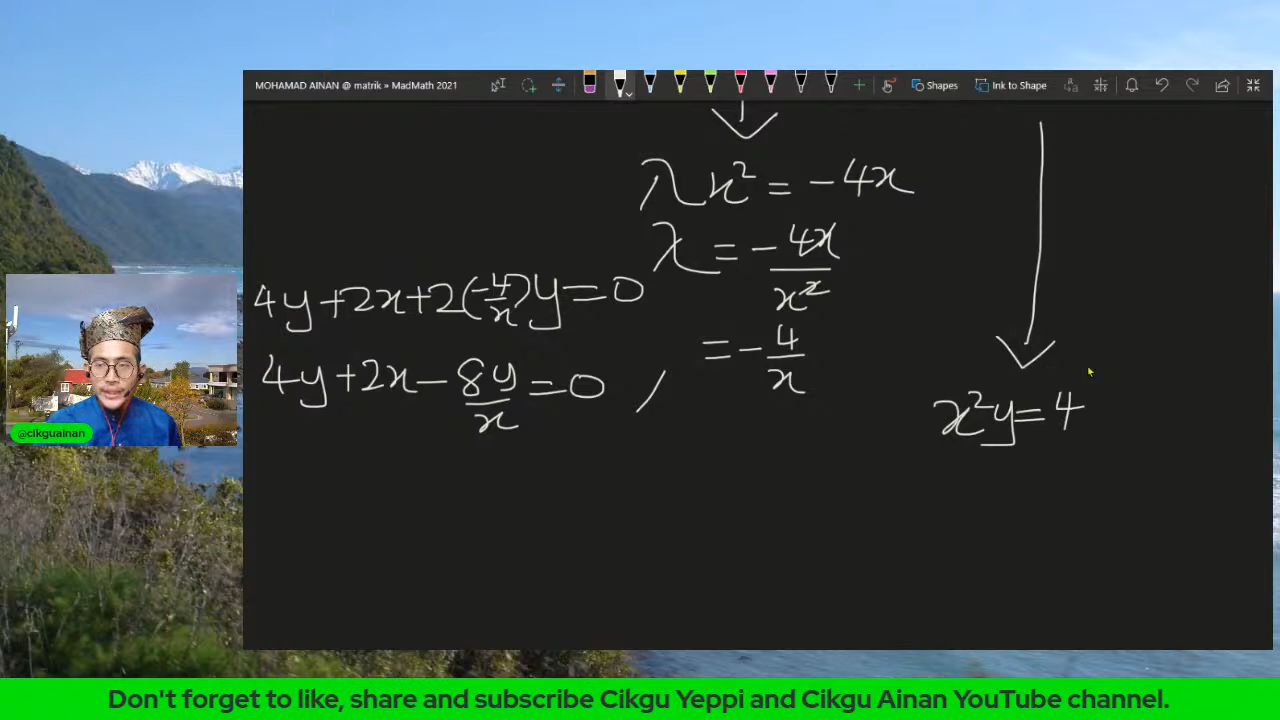 MOHAMAD AINAN @ matrik » MadMath 2021
Shapes
Ink to Shape
λx² = -4x
λ = -4x/x²
4y+2x+2(-4/x)y=0
= -4/x
4y+2x-8y/x=0,
x²y=4
@cikguainan
Don't forget to like, share and subscribe Cikgu Yeppi and Cikgu Ainan YouTube channel.